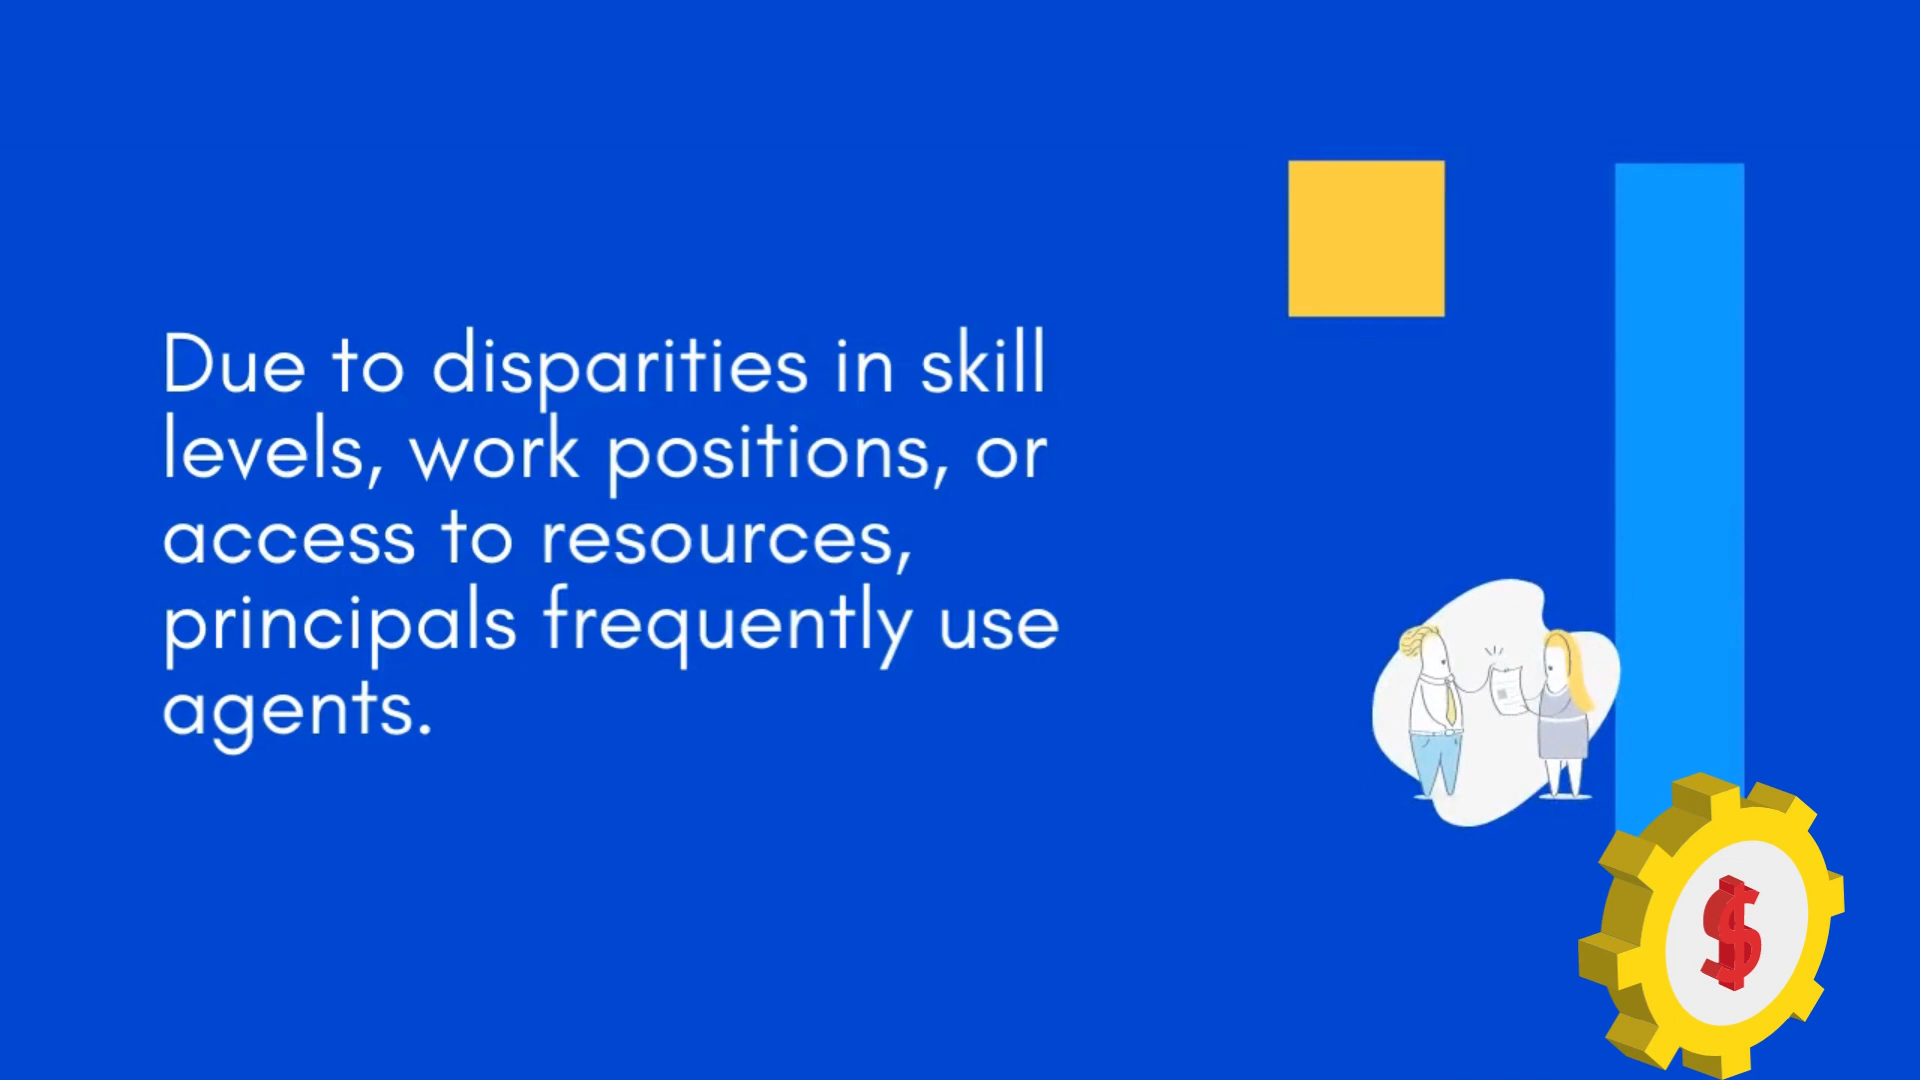 Due to disparities in skill
levels, work positions, or
access to resources,
principals frequently use
agents.
$